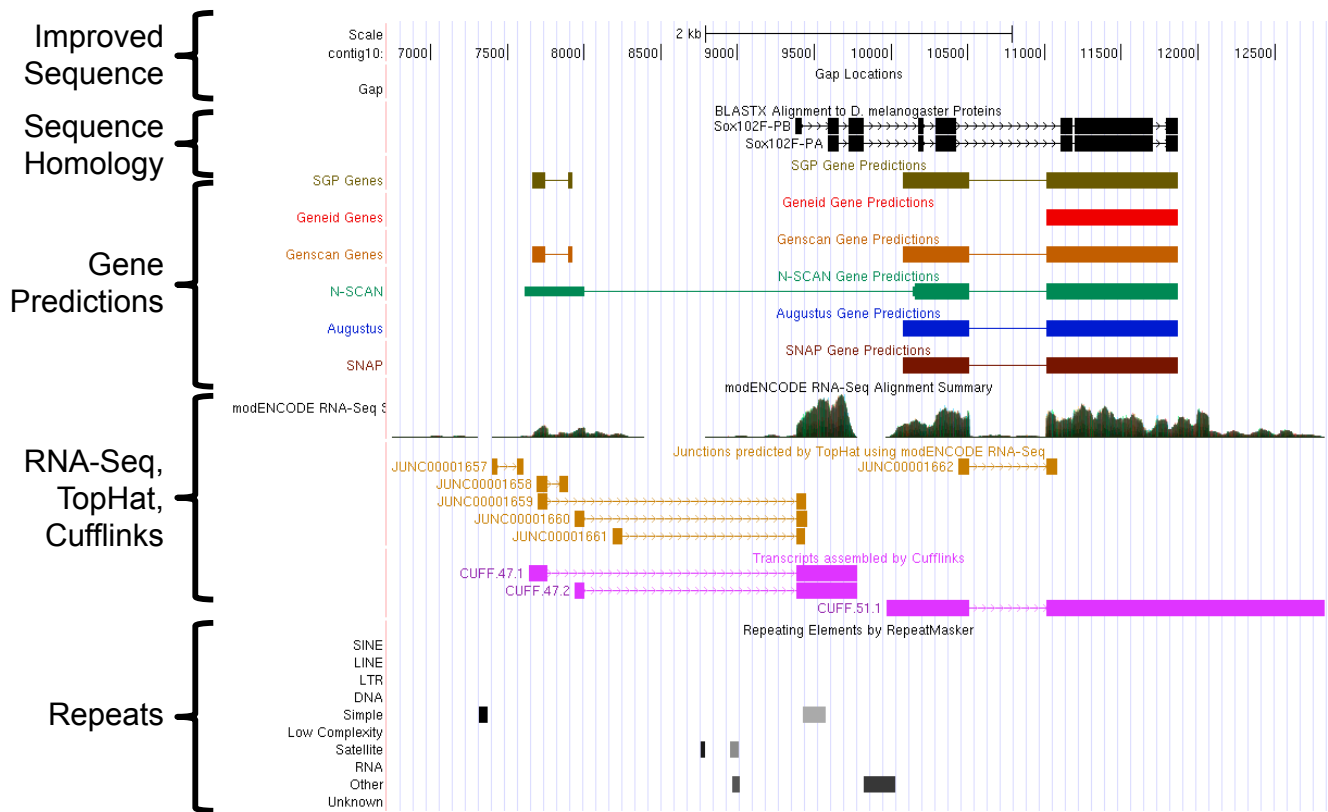 Improved
Sequence
Scale
2 kb
contig10:
7000
7500
8000
8500
9000
9500
10000
10500
11000
11500
12000
12500
Gap Locations
Gap
Sequence
Homology
BLASTX Alignment to D. melanogaster Proteins
Sox102F-PB
Sox102F-PA
Gene
Predictions
SGP Gene Predictions
SGP Genes
Geneid Gene Predictions
Geneid Genes
Genscan Gene Predictions
Genscan Genes
N-SCAN Gene Predictions
N-SCAN
Augustus Gene Predictions
Augustus
SNAP Gene Predictions
SNAP
RNA-Seq,
TopHat,
Cufflinks
modENCODE RNA-Seq Alignment Summary
modENCODE RNA-Seq S
Junctions predicted by TopHat using modENCODE RNA-Seq
JUNC00001657
JUNC00001662
JUNC00001658
JUNC00001659
JUNC00001660
JUNC00001661
Transcripts assembled by Cufflinks
CUFF.47.1
CUFF.47.2
CUFF.51.1
Repeats
Repeating Elements by RepeatMasker
SINE
LINE
LTR
DNA
Simple
Low Complexity
Satellite
RNA
Other
Unknown